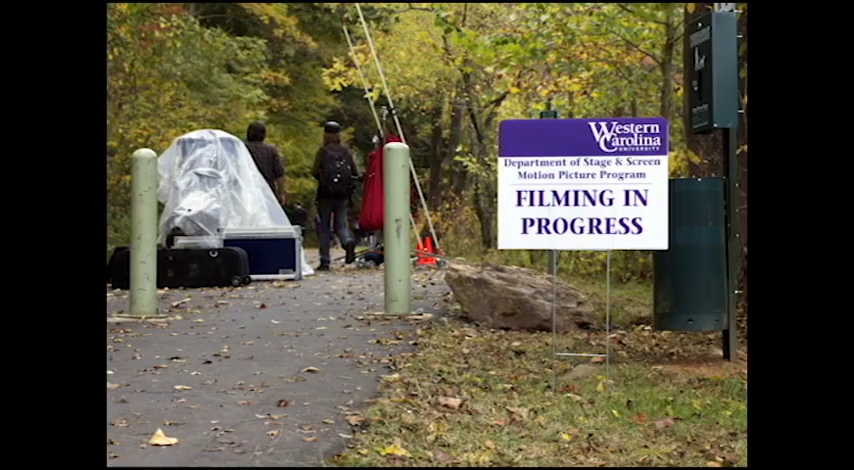 Western
Carolina
UNIVERSITY
Department of Stage & Screen
Motion Picture Program
FILMING IN
PROGRESS